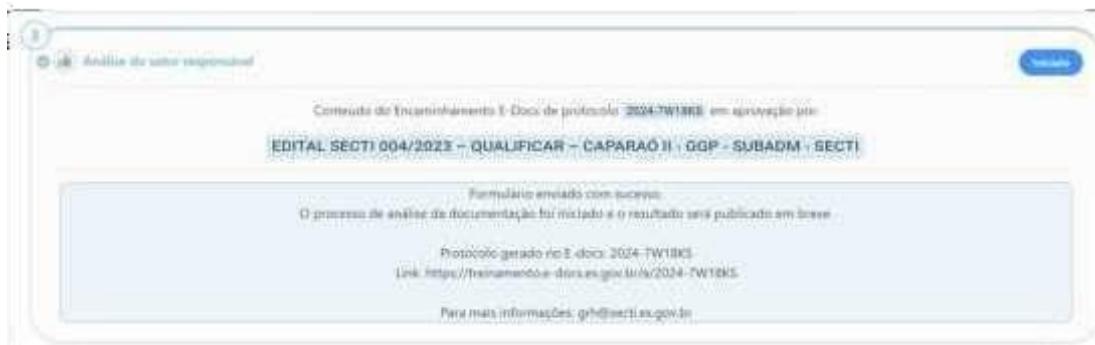 3
Análise do setor responsável
Iniciado
Conteúdo do Encaminhamento E-Docs de protocolo 2024-7W18KS em aprovação por:
EDITAL SECTI 004/2023 – QUALIFICAR – CAPARAÓ II - GGP - SUBADM - SECTI
Formulário enviado com sucesso.
O processo de análise da documentação foi iniciado e o resultado será publicado em breve
Protocolo gerado no E-docs: 2024-7W18KS
Link: https://treinamento.e-docs.es.gov.br/s/2024-7W18KS
Para mais informações: grh@secti.es.gov.br